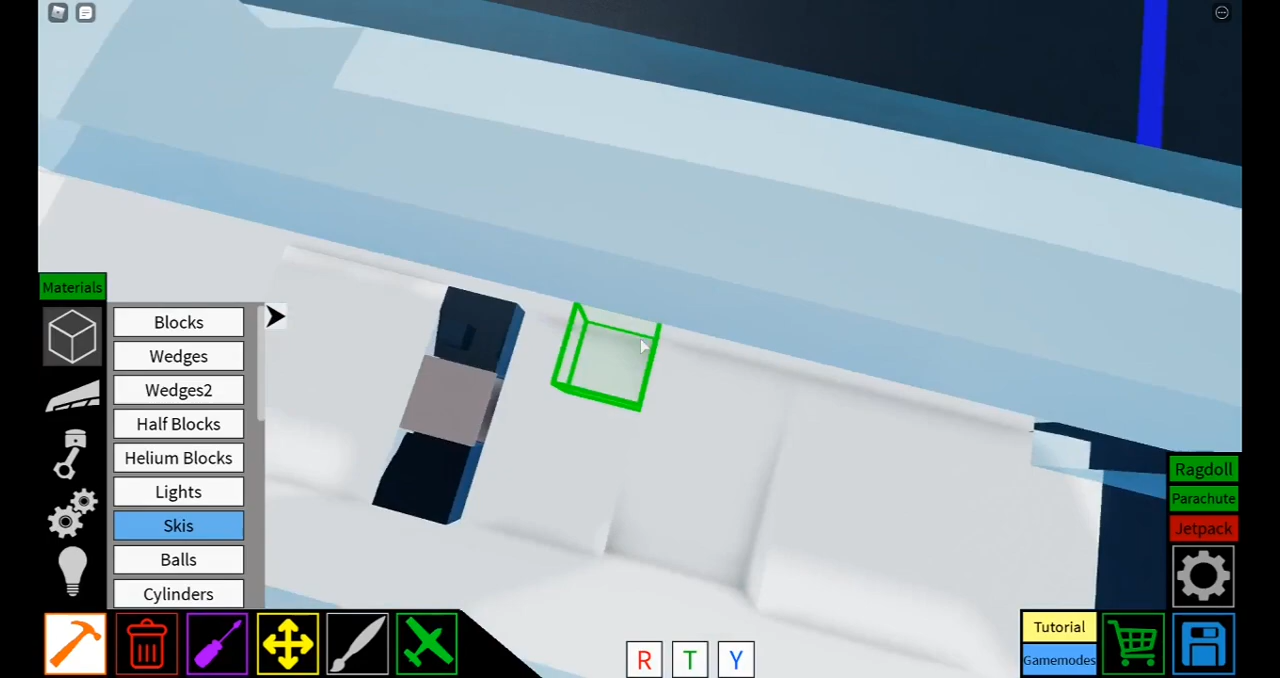 Materials
Blocks
Wedges
Wedges2
Half Blocks
Helium Blocks
Lights
Skis
Balls
Cylinders
Ragdoll
Parachute
Jetpack
Tutorial
Gamemodes
R T Y